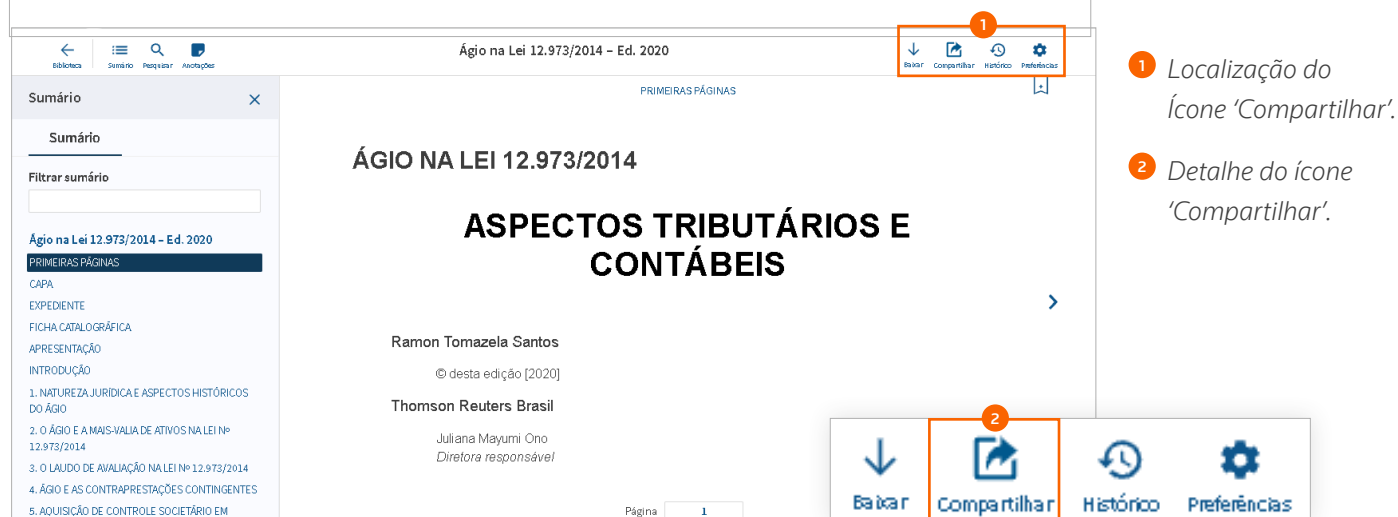 1
Biblioteca
Sumário
Pesquisar
Anotações
Ágio na Lei 12.973/2014 – Ed. 2020
Baixar
Compartilhar
Histórico
Preferências
Sumário
PRIMEIRAS PÁGINAS
Sumário
Filtrar sumário
Ágio na Lei 12.973/2014 – Ed. 2020
PRIMEIRAS PÁGINAS
CAPA
EXPEDIENTE
FICHA CATALOGRÁFICA
APRESENTAÇÃO
INTRODUÇÃO
1. NATUREZA JURÍDICA E ASPECTOS HISTÓRICOS
DO ÁGIO
2. O ÁGIO E A MAIS-VALIA DE ATIVOS NA LEI Nº
12.973/2014
3. O LAUDO DE AVALIAÇÃO NA LEI Nº 12.973/2014
4. ÁGIO E AS CONTRAPRESTAÇÕES CONTINGENTES
5. AQUISIÇÃO DE CONTROLE SOCIETÁRIO EM
ÁGIO NA LEI 12.973/2014
ASPECTOS TRIBUTÁRIOS E
CONTÁBEIS
Ramon Tomazela Santos
© desta edição [2020]
Thomson Reuters Brasil
Juliana Mayumi Ono
Diretora responsável
Página 1
2
Baixar
Compartilhar
Histórico
Preferências
1 Localização do
Ícone ‘Compartilhar’.
2 Detalhe do ícone
‘Compartilhar’.